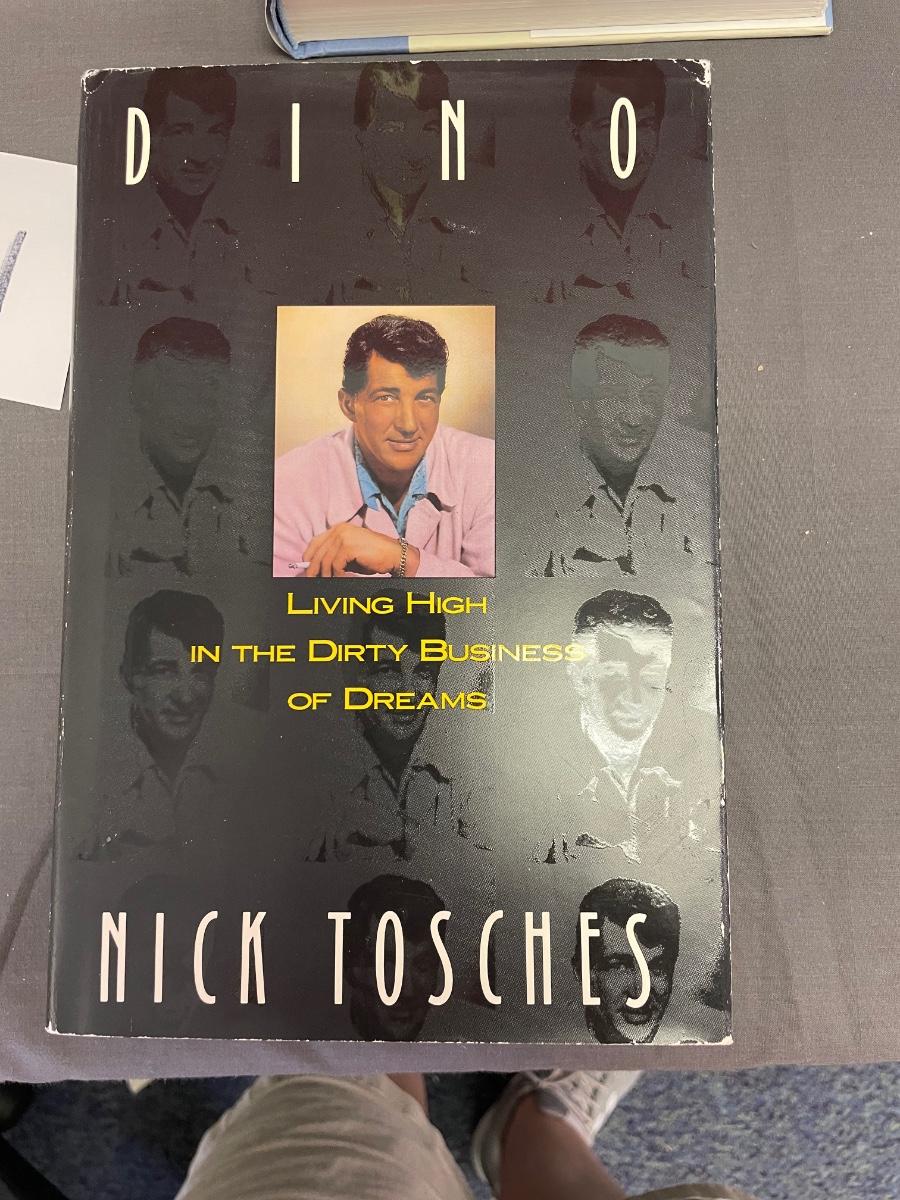 DINO
Living High
in the Dirty Business
of Dreams
NICK TOSCHES